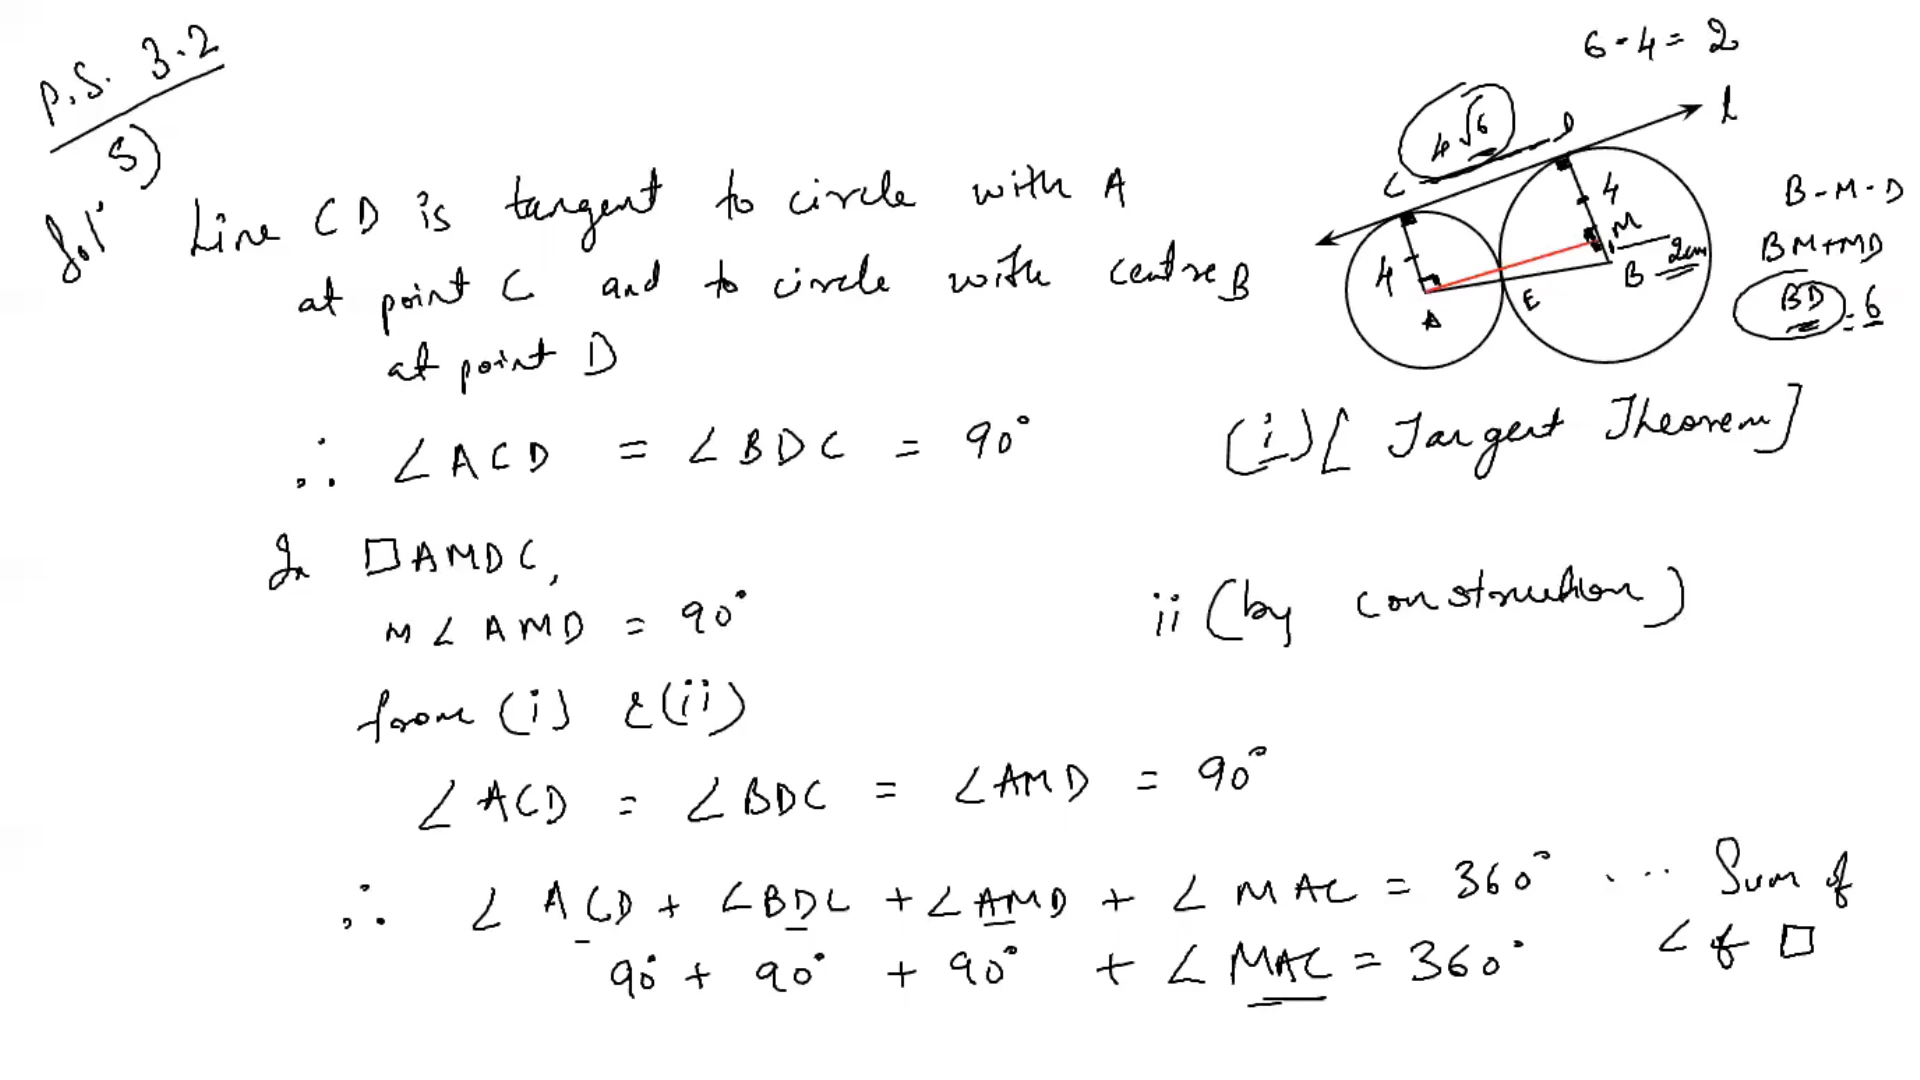 P.S. 3.2
5)
6 - 4 = 2
l
4√6
C
D
4
M
B
2cm
4
A
E
B - M - D
BM+MD
BD = 6
Solⁿ Line CD is tangent to circle with A
at point C and to circle with centre B
at point D
∴ ∠ACD = ∠BDC = 90° (i) [Tangent Theorem]
In □AMDC,
m∠AMD = 90° ii (by construction)
from (i) & (ii)
∠ACD = ∠BDC = ∠AMD = 90°
∴ ∠ACD + ∠BDC + ∠AMD + ∠MAC = 360° ... Sum of
∠ of □
90° + 90° + 90° + ∠MAC = 360°